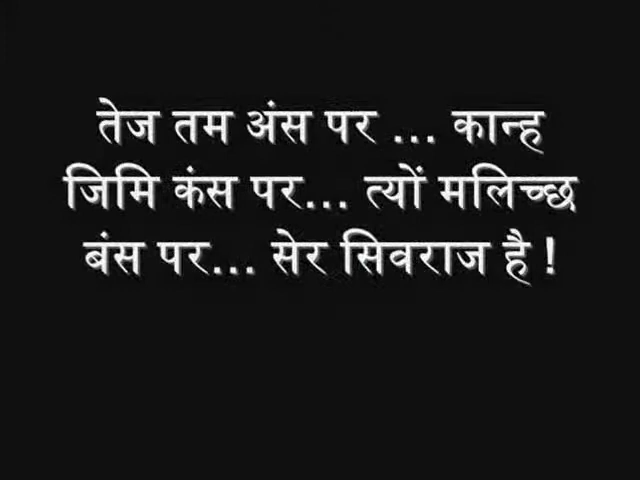 तेज तम अंस पर ... कान्ह
जिमि कंस पर... त्यों मलिच्छ
बंस पर... सेर सिवराज है !